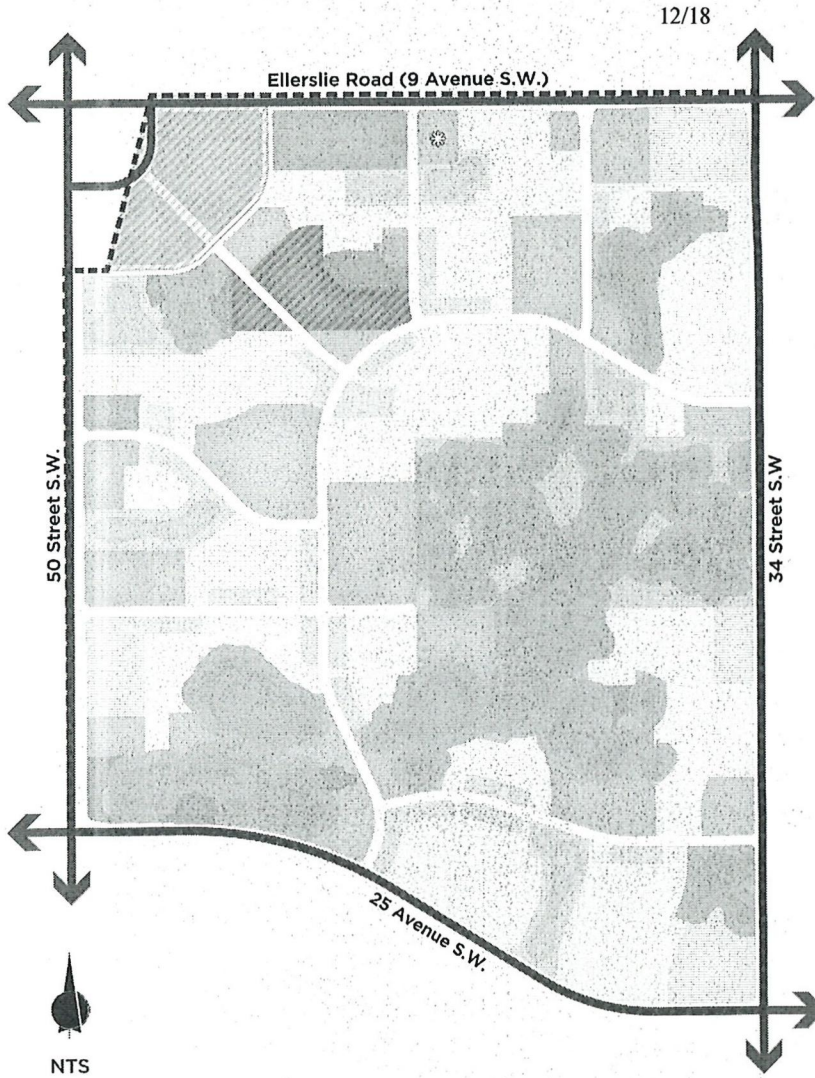 12/18
Ellerslie Road (9 Avenue S.W.)
50 Street S.W.
34 Street S.W
25 Avenue S.W.
NTS